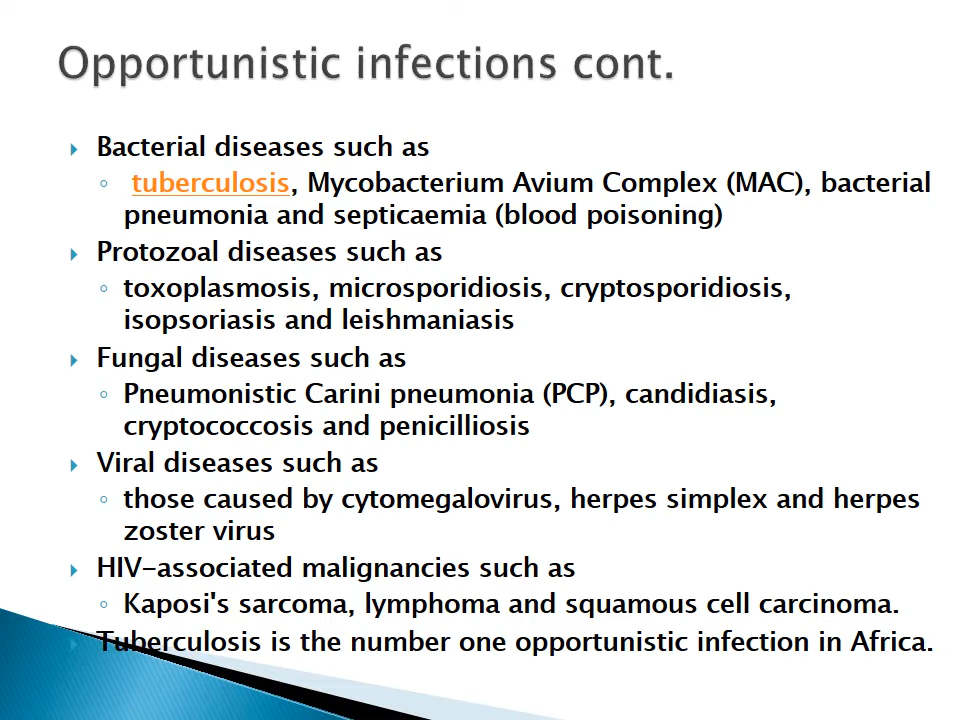 Opportunistic infections cont.
Bacterial diseases such as
tuberculosis, Mycobacterium Avium Complex (MAC), bacterial
pneumonia and septicaemia (blood poisoning)
Protozoal diseases such as
toxoplasmosis, microsporidiosis, cryptosporidiosis,
isopsoriasis and leishmaniasis
Fungal diseases such as
Pneumonistic Carini pneumonia (PCP), candidiasis,
cryptococcosis and penicilliosis
Viral diseases such as
those caused by cytomegalovirus, herpes simplex and herpes
zoster virus
HIV-associated malignancies such as
Kaposi's sarcoma, lymphoma and squamous cell carcinoma.
Tuberculosis is the number one opportunistic infection in Africa.